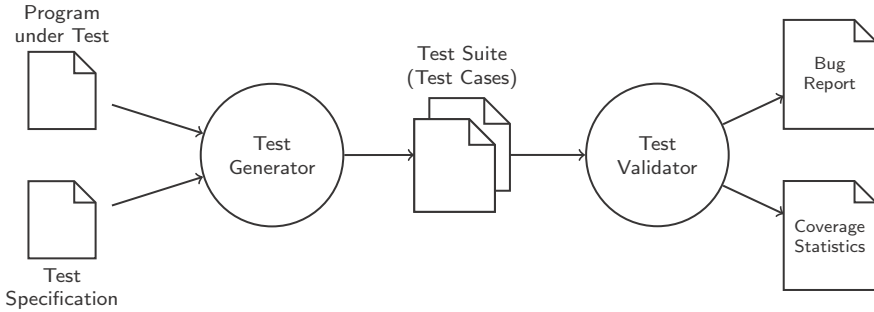 Program
under Test
Test
Specification
Test
Generator
Test Suite
(Test Cases)
Test
Validator
Bug
Report
Coverage
Statistics